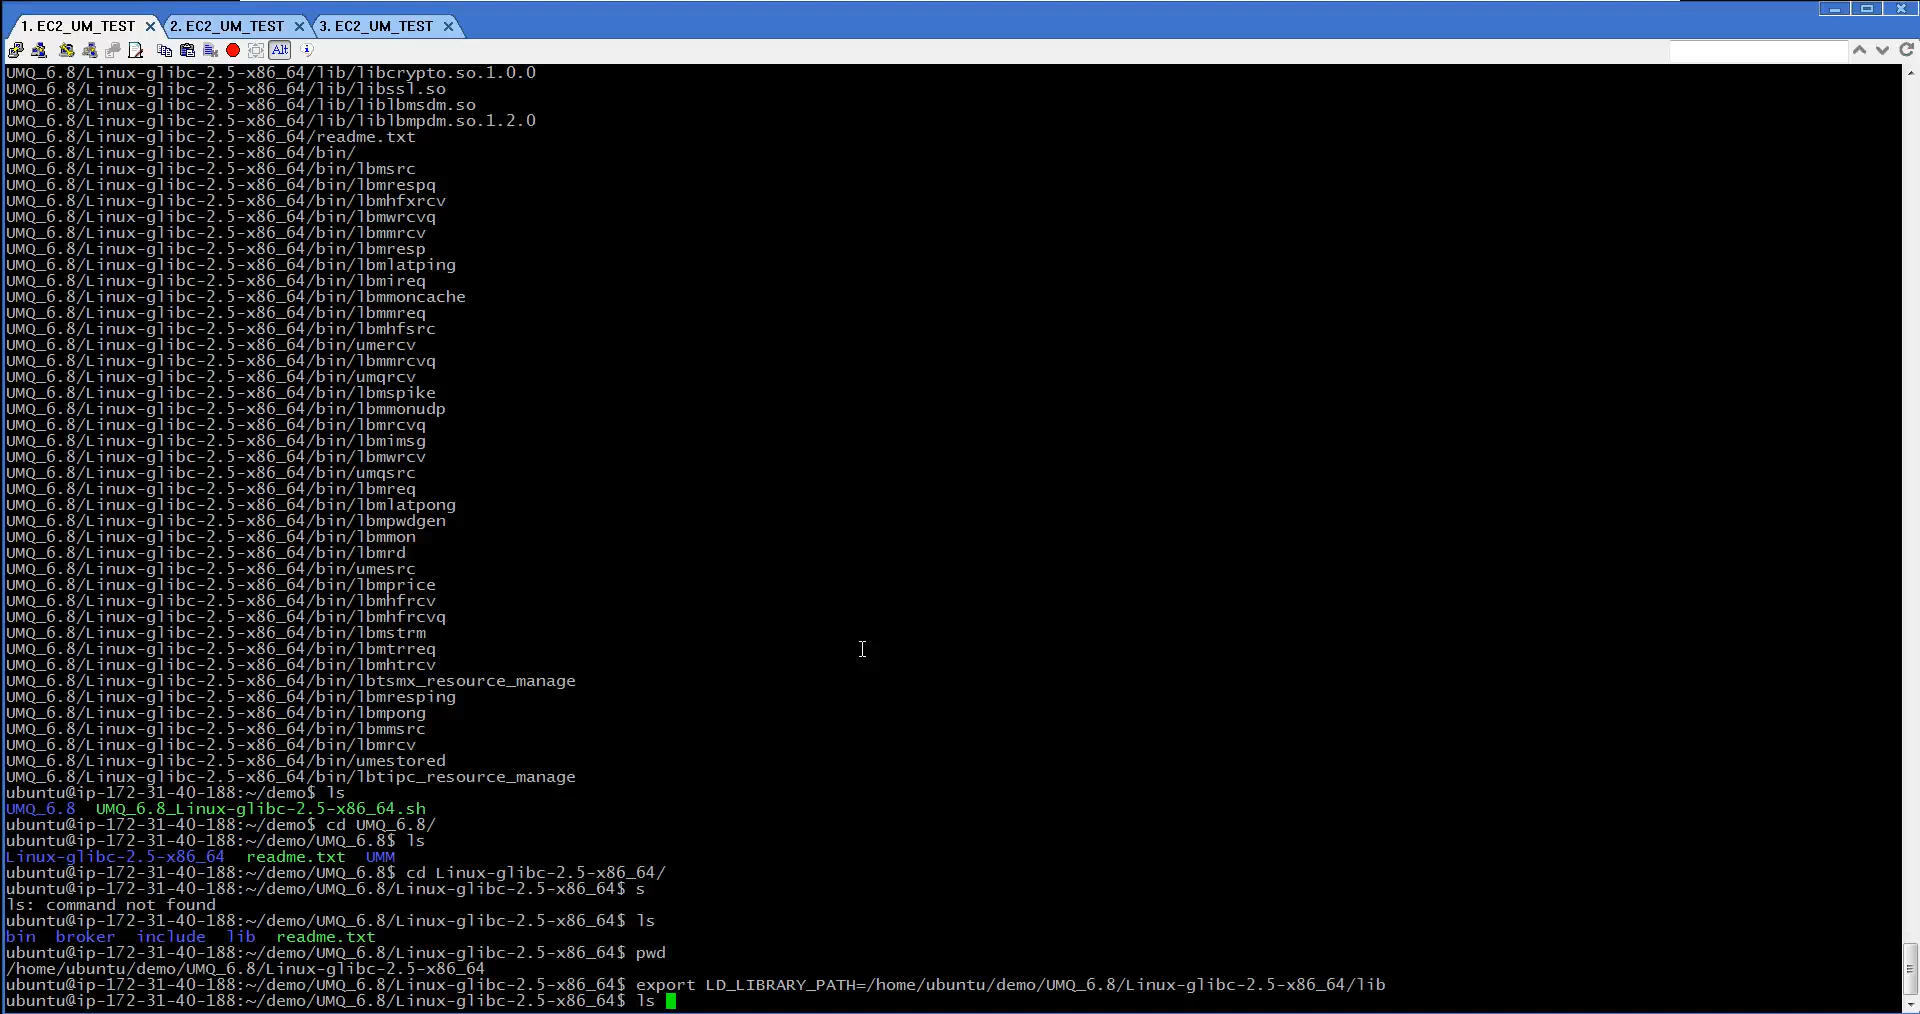 1. EC2_UM_TEST
2. EC2_UM_TEST
3. EC2_UM_TEST
Alt
UMQ_6.8/Linux-glibc-2.5-x86_64/lib/libcrypto.so.1.0.0
UMQ_6.8/Linux-glibc-2.5-x86_64/lib/libssl.so
UMQ_6.8/Linux-glibc-2.5-x86_64/lib/liblbmsdm.so
UMQ_6.8/Linux-glibc-2.5-x86_64/lib/liblbmpdm.so.1.2.0
UMQ_6.8/Linux-glibc-2.5-x86_64/readme.txt
UMQ_6.8/Linux-glibc-2.5-x86_64/bin/
UMQ_6.8/Linux-glibc-2.5-x86_64/bin/lbmsrc
UMQ_6.8/Linux-glibc-2.5-x86_64/bin/lbmrespq
UMQ_6.8/Linux-glibc-2.5-x86_64/bin/lbmhfxrcv
UMQ_6.8/Linux-glibc-2.5-x86_64/bin/lbmwrcvq
UMQ_6.8/Linux-glibc-2.5-x86_64/bin/lbmmrcv
UMQ_6.8/Linux-glibc-2.5-x86_64/bin/lbmresp
UMQ_6.8/Linux-glibc-2.5-x86_64/bin/lbmlatping
UMQ_6.8/Linux-glibc-2.5-x86_64/bin/lbmireq
UMQ_6.8/Linux-glibc-2.5-x86_64/bin/lbmmoncache
UMQ_6.8/Linux-glibc-2.5-x86_64/bin/lbmmreq
UMQ_6.8/Linux-glibc-2.5-x86_64/bin/lbmhfsrc
UMQ_6.8/Linux-glibc-2.5-x86_64/bin/umercv
UMQ_6.8/Linux-glibc-2.5-x86_64/bin/lbmmrcvq
UMQ_6.8/Linux-glibc-2.5-x86_64/bin/umqrcv
UMQ_6.8/Linux-glibc-2.5-x86_64/bin/lbmspike
UMQ_6.8/Linux-glibc-2.5-x86_64/bin/lbmmonudp
UMQ_6.8/Linux-glibc-2.5-x86_64/bin/lbmrcvq
UMQ_6.8/Linux-glibc-2.5-x86_64/bin/lbmimsg
UMQ_6.8/Linux-glibc-2.5-x86_64/bin/lbmwrcv
UMQ_6.8/Linux-glibc-2.5-x86_64/bin/umqsrc
UMQ_6.8/Linux-glibc-2.5-x86_64/bin/lbmreq
UMQ_6.8/Linux-glibc-2.5-x86_64/bin/lbmlatpong
UMQ_6.8/Linux-glibc-2.5-x86_64/bin/lbmpwdgen
UMQ_6.8/Linux-glibc-2.5-x86_64/bin/lbmmon
UMQ_6.8/Linux-glibc-2.5-x86_64/bin/lbmrd
UMQ_6.8/Linux-glibc-2.5-x86_64/bin/umesrc
UMQ_6.8/Linux-glibc-2.5-x86_64/bin/lbmprice
UMQ_6.8/Linux-glibc-2.5-x86_64/bin/lbmhfrcv
UMQ_6.8/Linux-glibc-2.5-x86_64/bin/lbmhfrcvq
UMQ_6.8/Linux-glibc-2.5-x86_64/bin/lbmstrm
UMQ_6.8/Linux-glibc-2.5-x86_64/bin/lbmtrreq
UMQ_6.8/Linux-glibc-2.5-x86_64/bin/lbmhtrcv
UMQ_6.8/Linux-glibc-2.5-x86_64/bin/lbtsmx_resource_manage
UMQ_6.8/Linux-glibc-2.5-x86_64/bin/lbmresping
UMQ_6.8/Linux-glibc-2.5-x86_64/bin/lbmpong
UMQ_6.8/Linux-glibc-2.5-x86_64/bin/lbmmsrc
UMQ_6.8/Linux-glibc-2.5-x86_64/bin/lbmrcv
UMQ_6.8/Linux-glibc-2.5-x86_64/bin/umestored
UMQ_6.8/Linux-glibc-2.5-x86_64/bin/lbtipc_resource_manage
ubuntu@ip-172-31-40-188:~/demo$ ls
UMQ_6.8  UMQ_6.8_Linux-glibc-2.5-x86_64.sh
ubuntu@ip-172-31-40-188:~/demo$ cd UMQ_6.8/
ubuntu@ip-172-31-40-188:~/demo/UMQ_6.8$ ls
Linux-glibc-2.5-x86_64  readme.txt  UMM
ubuntu@ip-172-31-40-188:~/demo/UMQ_6.8$ cd Linux-glibc-2.5-x86_64/
ubuntu@ip-172-31-40-188:~/demo/UMQ_6.8/Linux-glibc-2.5-x86_64$ s
ls: command not found
ubuntu@ip-172-31-40-188:~/demo/UMQ_6.8/Linux-glibc-2.5-x86_64$ ls
bin  broker  include  lib  readme.txt
ubuntu@ip-172-31-40-188:~/demo/UMQ_6.8/Linux-glibc-2.5-x86_64$ pwd
/home/ubuntu/demo/UMQ_6.8/Linux-glibc-2.5-x86_64
ubuntu@ip-172-31-40-188:~/demo/UMQ_6.8/Linux-glibc-2.5-x86_64$ export LD_LIBRARY_PATH=/home/ubuntu/demo/UMQ_6.8/Linux-glibc-2.5-x86_64/lib
ubuntu@ip-172-31-40-188:~/demo/UMQ_6.8/Linux-glibc-2.5-x86_64$ ls